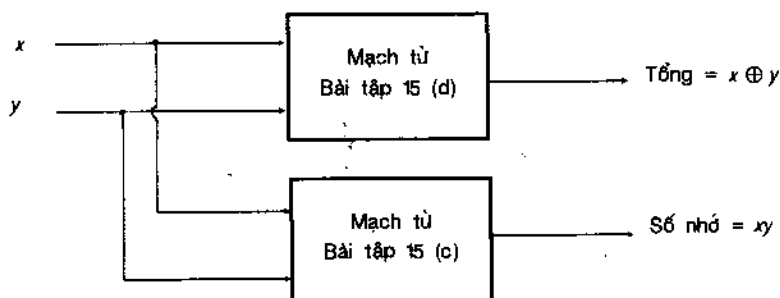 x
y
Mạch từ
Bài tập 15 (d)
Tổng = x ⊕ y
Mạch từ
Bài tập 15 (c)
Số nhớ = xy